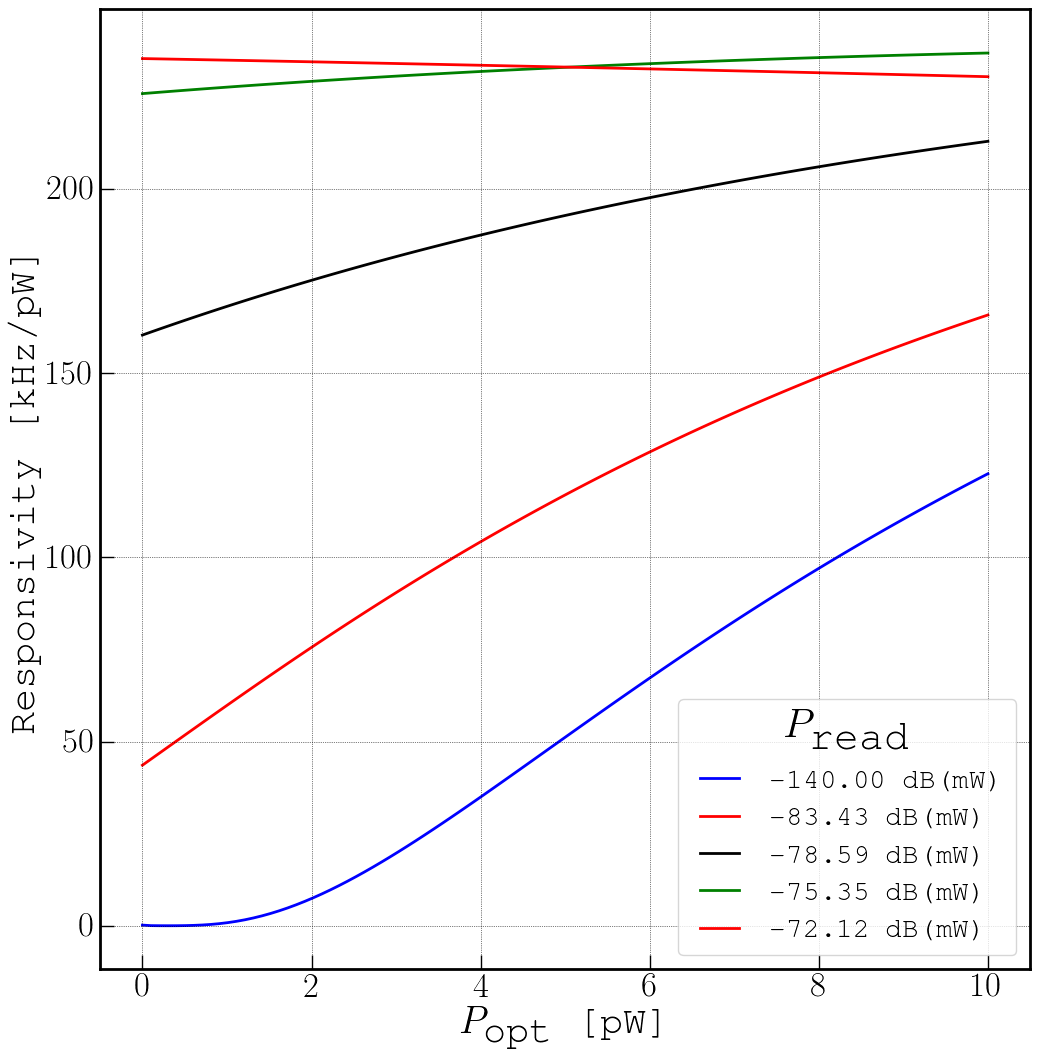 Responsivity [kHz/pW]
200
150
100
50
0
P_read
−140.00 dB(mW)
−83.43 dB(mW)
−78.59 dB(mW)
−75.35 dB(mW)
−72.12 dB(mW)
0 2 4 6 8 10
P_opt [pW]